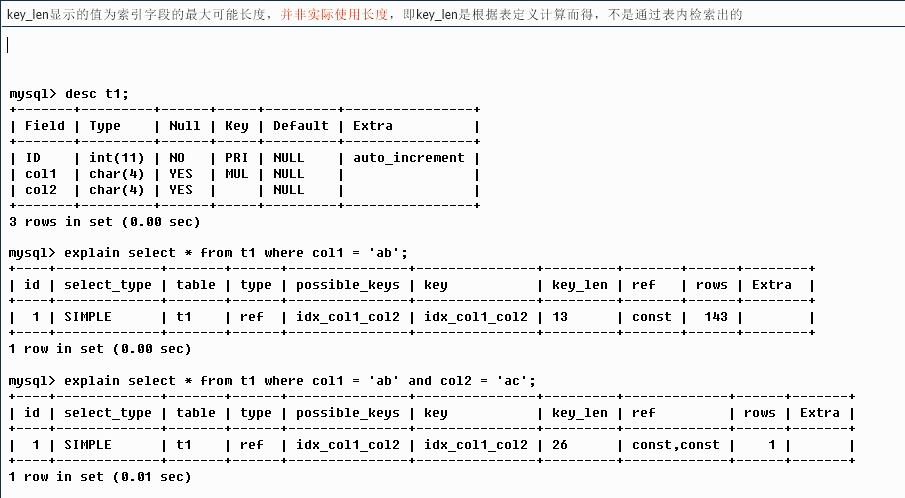 key_len显示的值为索引字段的最大可能长度，并非实际使用长度，即key_len是根据表定义计算而得，不是通过表内检索出的
mysql> desc t1;
+-------+---------+------+-----+---------+----------------+
| Field | Type    | Null | Key | Default | Extra          |
+-------+---------+------+-----+---------+----------------+
| ID    | int(11) | NO   | PRI | NULL    | auto_increment |
| col1  | char(4) | YES  | MUL | NULL    |                |
| col2  | char(4) | YES  |     | NULL    |                |
+-------+---------+------+-----+---------+----------------+
3 rows in set (0.00 sec)
mysql> explain select * from t1 where col1 = 'ab';
+----+-------------+-------+------+---------------+---------------+---------+-------+------+-------+
| id | select_type | table | type | possible_keys | key           | key_len | ref   | rows | Extra |
+----+-------------+-------+------+---------------+---------------+---------+-------+------+-------+
|  1 | SIMPLE      | t1    | ref  | idx_col1_col2 | idx_col1_col2 | 13      | const |  143 |       |
+----+-------------+-------+------+---------------+---------------+---------+-------+------+-------+
1 row in set (0.00 sec)
mysql> explain select * from t1 where col1 = 'ab' and col2 = 'ac';
+----+-------------+-------+------+---------------+---------------+---------+-------------+------+-------+
| id | select_type | table | type | possible_keys | key           | key_len | ref         | rows | Extra |
+----+-------------+-------+------+---------------+---------------+---------+-------------+------+-------+
|  1 | SIMPLE      | t1    | ref  | idx_col1_col2 | idx_col1_col2 | 26      | const,const |    1 |       |
+----+-------------+-------+------+---------------+---------------+---------+-------------+------+-------+
1 row in set (0.01 sec)